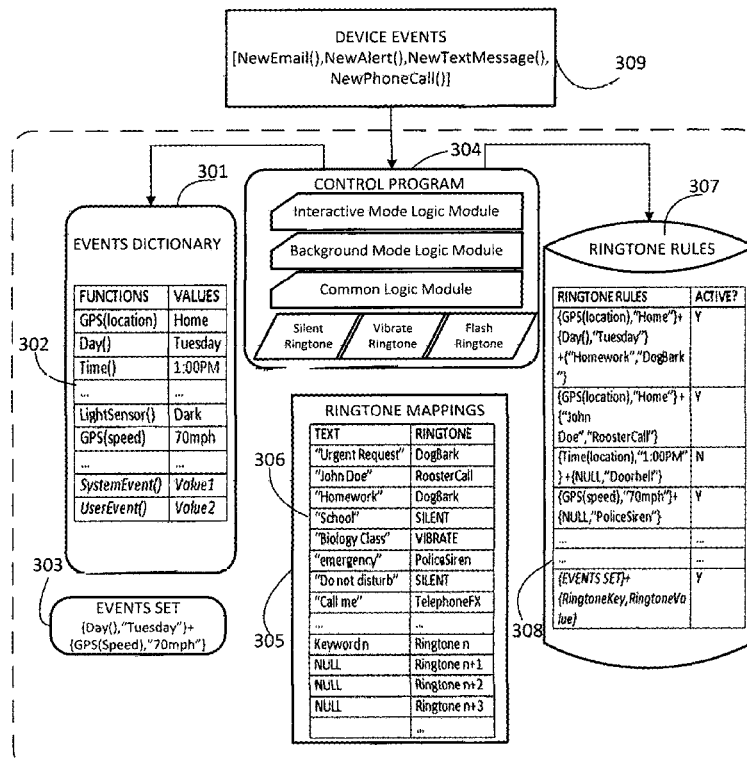 DEVICE EVENTS
[NewEmail(),NewAlert(),NewTextMessage(),
NewPhoneCall()]
309
304
301
307
CONTROL PROGRAM
Interactive Mode Logic Module
Background Mode Logic Module
Common Logic Module
Silent Ringtone
Vibrate Ringtone
Flash Ringtone
EVENTS DICTIONARY
FUNCTIONS VALUES
GPS(location) Home
Day() Tuesday
302
Time() 1:00PM
... ...
LightSensor() Dark
GPS(speed) 70mph
... ...
SystemEvent() Value1
UserEvent() Value2
303
EVENTS SET
{Day(),"Tuesday"}+
{GPS(Speed),"70mph"}
RINGTONE MAPPINGS
306
305
TEXT RINGTONE
"Urgent Request" DogBark
"John Doe" RoosterCall
"Homework" DogBark
"School" SILENT
"Biology Class" VIBRATE
"emergency" PoliceSiren
"Do not disturb" SILENT
"Call me" TelephoneFX
... ...
Keyword n Ringtone n
NULL Ringtone n+1
NULL Ringtone n+2
NULL Ringtone n+3
...
RINGTONE RULES
RINGTONE RULES ACTIVE?
{GPS(location),"Home"}+ Y
{Day(),"Tuesday"}
+{"Homework","DogBark
"}
{GPS(location),"Home"}+ Y
{"John
Doe","RoosterCall"}
{Time(location),"1:00PM" N
}+{NULL,"Doorbell"}
{GPS(speed),"70mph"}+ Y
{NULL,"PoliceSiren"}
... ...
... ...
308
{EVENTS SET}+ Y
{RingtoneKey,RingtoneVa
lue}